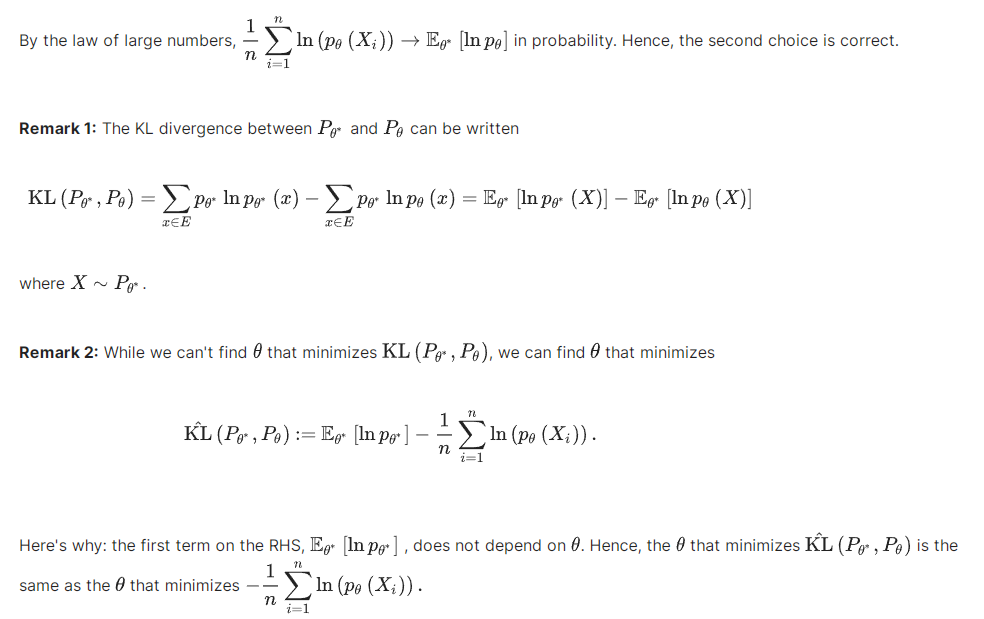 By the law of large numbers, $\frac{1}{n}\sum_{i=1}^{n}\ln\left(p_\theta\left(X_i\right)\right) \to \mathbb{E}_{\theta^*}\left[\ln p_\theta\right]$ in probability. Hence, the second choice is correct.
Remark 1: The KL divergence between $P_{\theta^*}$ and $P_\theta$ can be written
$\text{KL}\left(P_{\theta^*}, P_\theta\right) = \sum_{x \in E} p_{\theta^*} \ln p_{\theta^*}\left(x\right) - \sum_{x \in E} p_{\theta^*} \ln p_\theta\left(x\right) = \mathbb{E}_{\theta^*}\left[\ln p_{\theta^*}\left(X\right)\right] - \mathbb{E}_{\theta^*}\left[\ln p_\theta\left(X\right)\right]$
where $X \sim P_{\theta^*}$.
Remark 2: While we can't find $\theta$ that minimizes $\text{KL}\left(P_{\theta^*}, P_\theta\right)$, we can find $\theta$ that minimizes
$\hat{\text{KL}}\left(P_{\theta^*}, P_\theta\right) := \mathbb{E}_{\theta^*}\left[\ln p_{\theta^*}\right] - \frac{1}{n}\sum_{i=1}^{n}\ln\left(p_\theta\left(X_i\right)\right).$
Here's why: the first term on the RHS, $\mathbb{E}_{\theta^*}\left[\ln p_{\theta^*}\right]$, does not depend on $\theta$. Hence, the $\theta$ that minimizes $\hat{\text{KL}}\left(P_{\theta^*}, P_\theta\right)$ is the
same as the $\theta$ that minimizes $-\frac{1}{n}\sum_{i=1}^{n}\ln\left(p_\theta\left(X_i\right)\right).$